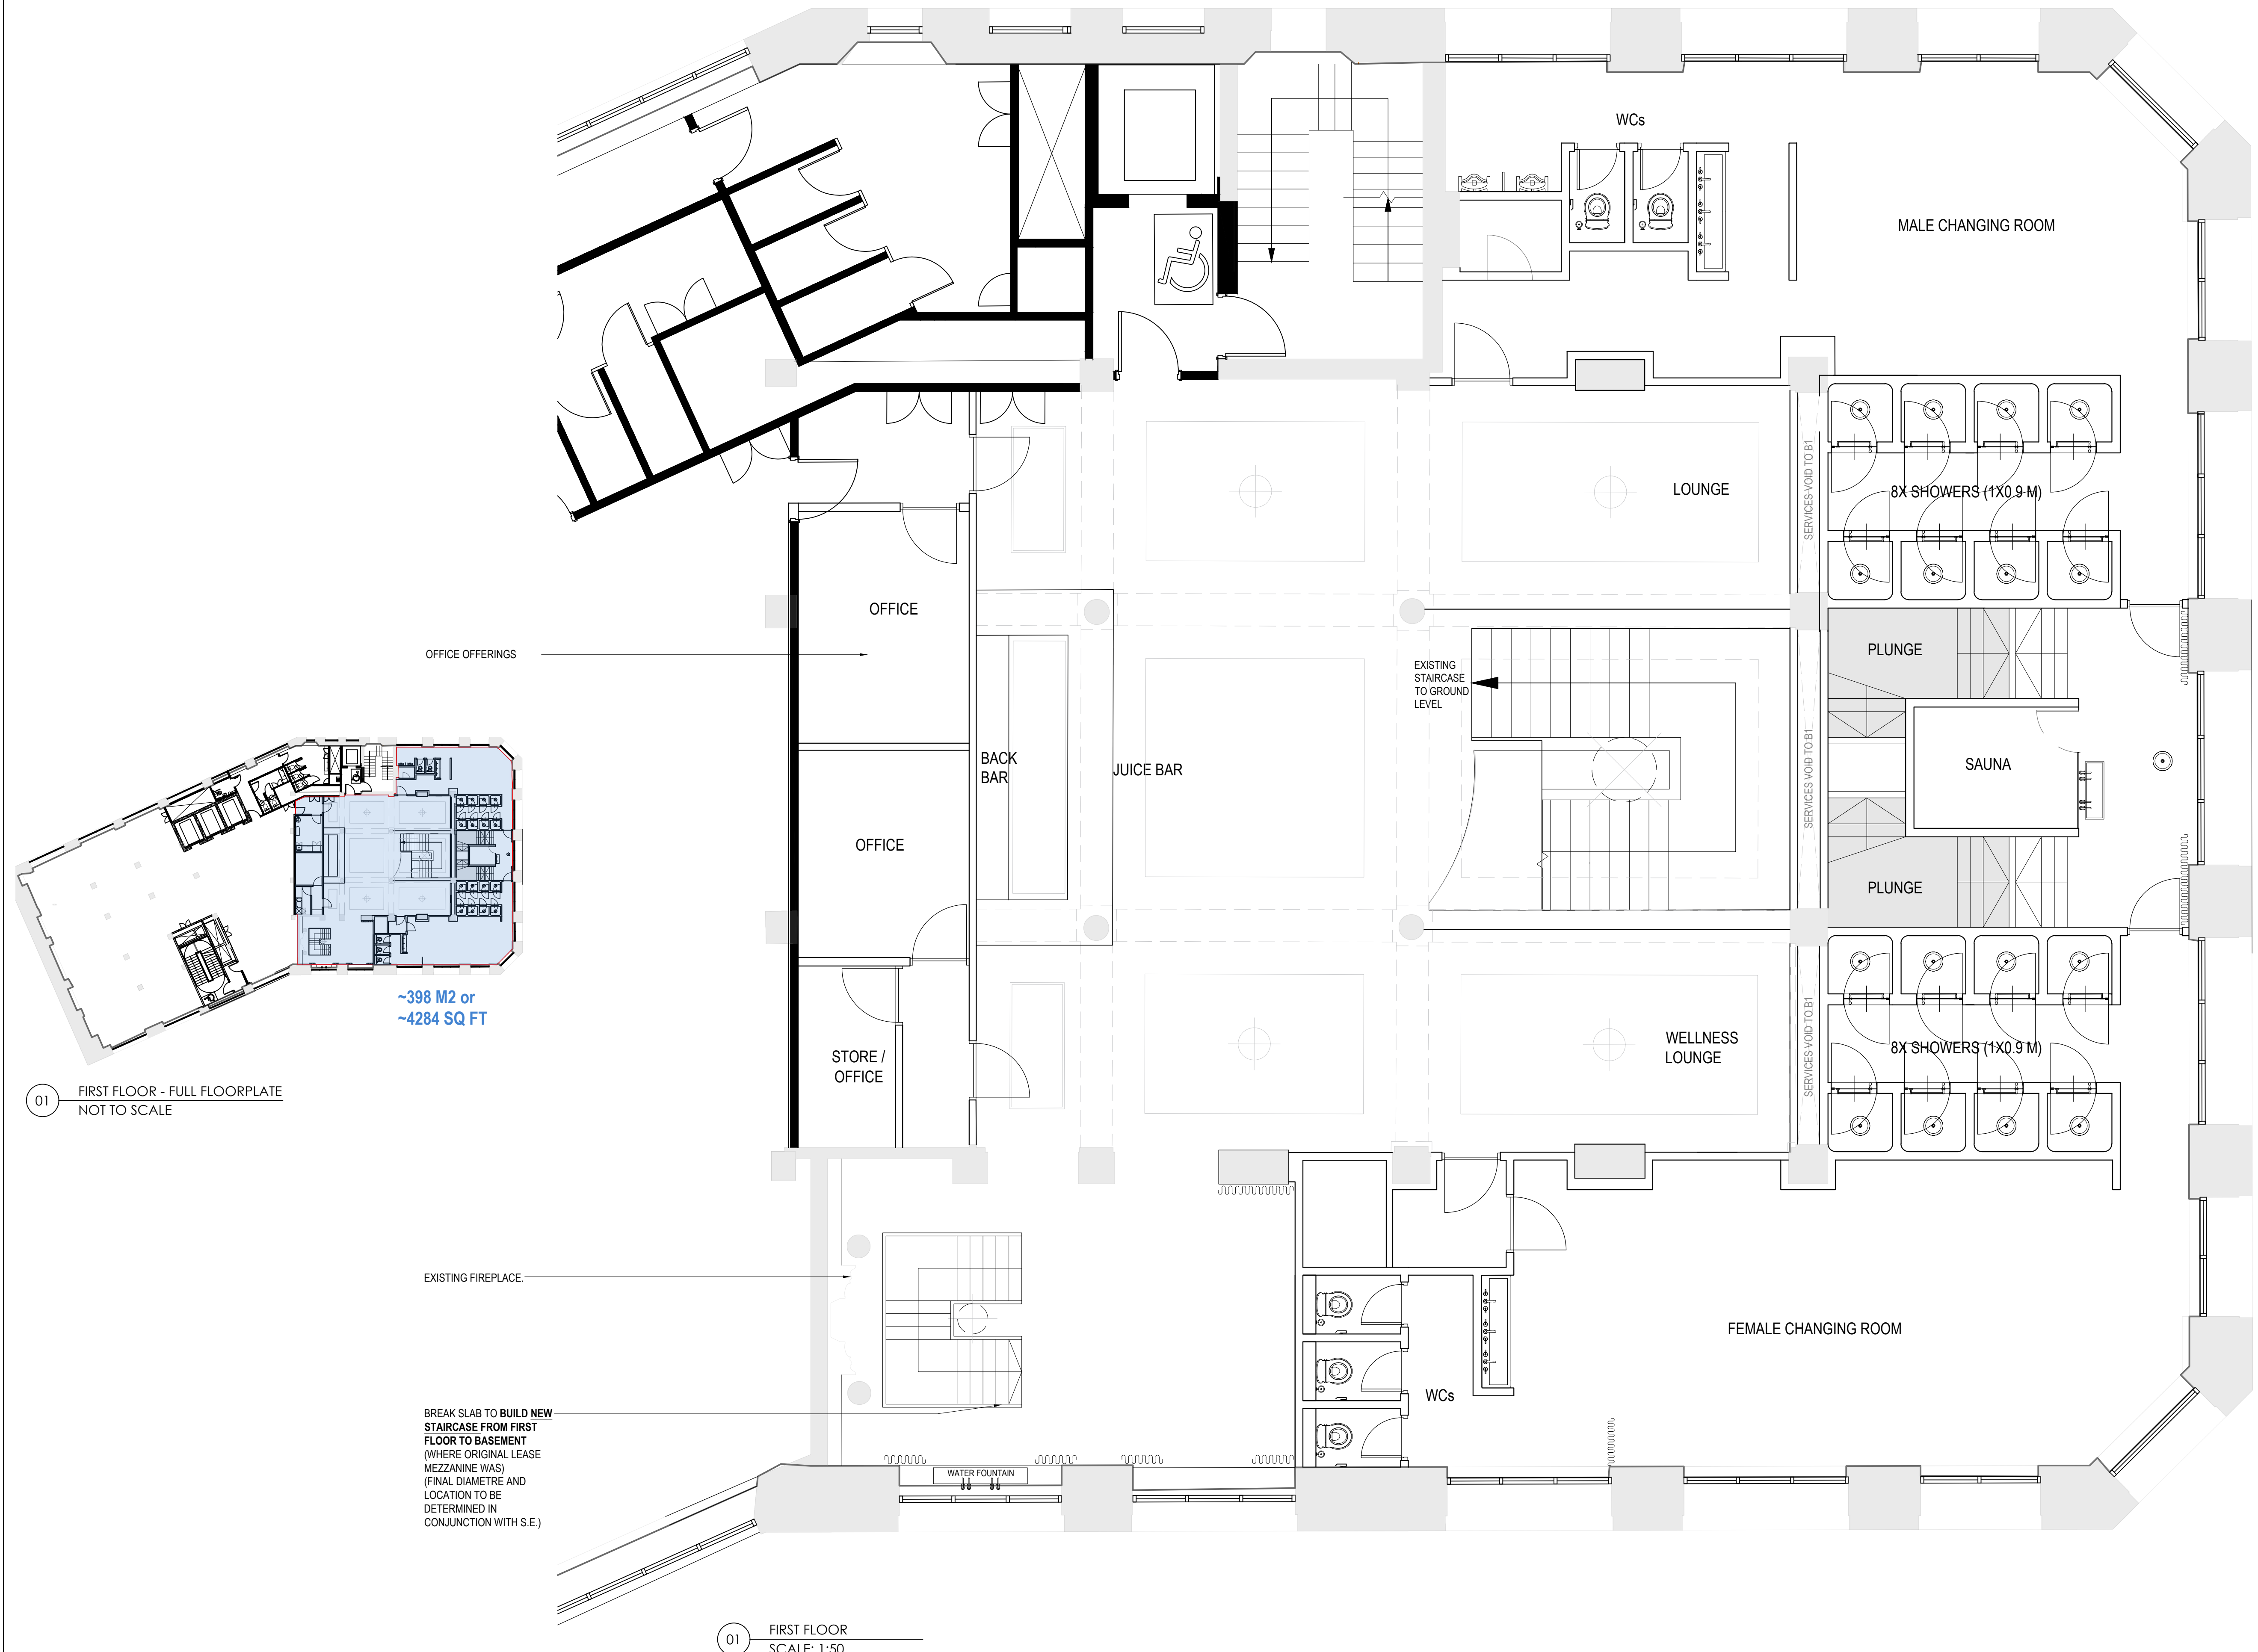 WCs
MALE CHANGING ROOM
LOUNGE
SERVICES VOID TO B1
8X SHOWERS (1X0.9 M)
OFFICE
OFFICE OFFERINGS
PLUNGE
EXISTING
STAIRCASE
TO GROUND
LEVEL
BACK
BAR
JUICE BAR
SERVICES VOID TO B1
SAUNA
OFFICE
PLUNGE
~398 M2 or
~4284 SQ FT
01
FIRST FLOOR - FULL FLOORPLATE
NOT TO SCALE
STORE /
OFFICE
WELLNESS
LOUNGE
SERVICES VOID TO B1
8X SHOWERS (1X0.9 M)
EXISTING FIREPLACE.
FEMALE CHANGING ROOM
WCs
BREAK SLAB TO BUILD NEW
STAIRCASE FROM FIRST
FLOOR TO BASEMENT
(WHERE ORIGINAL LEASE
MEZZANINE WAS)
(FINAL DIAMETRE AND
LOCATION TO BE
DETERMINED IN
CONJUNCTION WITH S.E.)
WATER FOUNTAIN
01
FIRST FLOOR
SCALE: 1:50